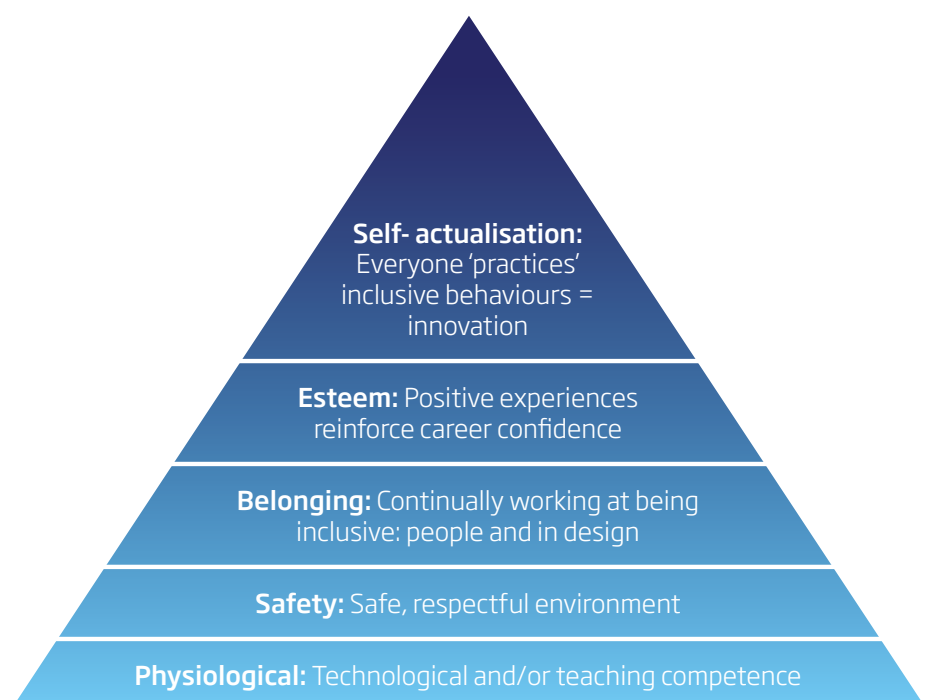 Self- actualisation:
Everyone ‘practices’
inclusive behaviours =
innovation
Esteem: Positive experiences
reinforce career confidence
Belonging: Continually working at being
inclusive: people and in design
Safety: Safe, respectful environment
Physiological: Technological and/or teaching competence